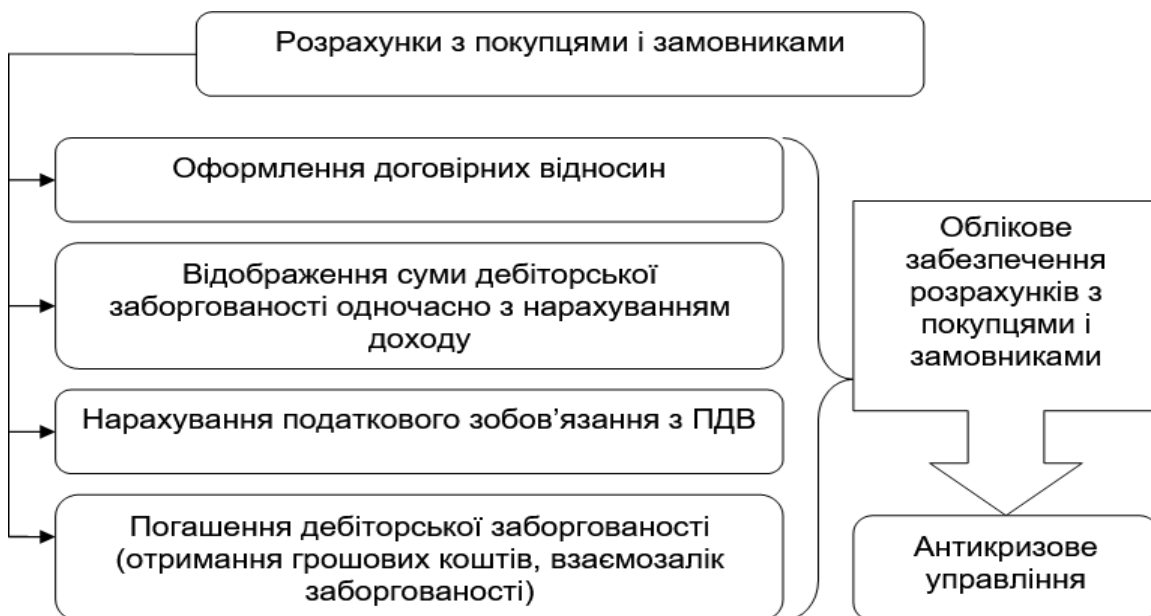 Розрахунки з покупцями і замовниками
Оформлення договірних відносин
Відображення суми дебіторської
заборгованості одночасно з нарахуванням
доходу
Нарахування податкового зобов’язання з ПДВ
Погашення дебіторської заборгованості
(отримання грошових коштів, взаємозалік
заборгованості)
Облікове
забезпечення
розрахунків з
покупцями і
замовниками
Антикризове
управління